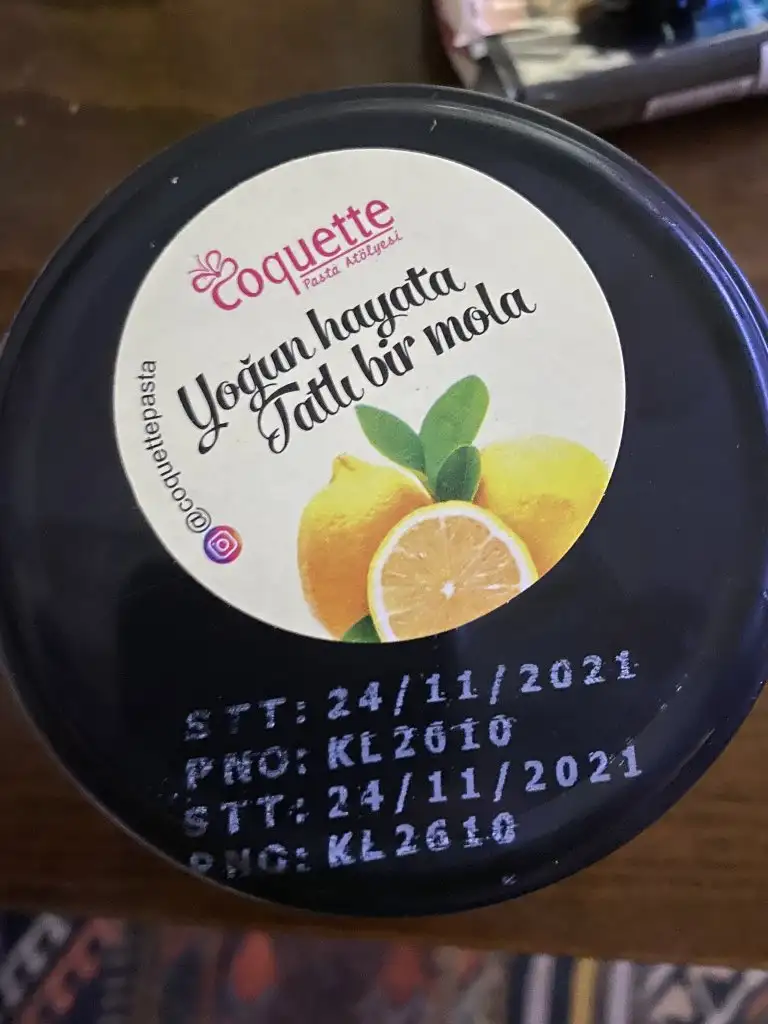 Coquette
Pasta Atölyesi
Yoğun hayata
Tatlı bir mola
@coquettepasta
STT: 24/11/2021
PNO: KL2610
STT: 24/11/2021
PNO: KL2610